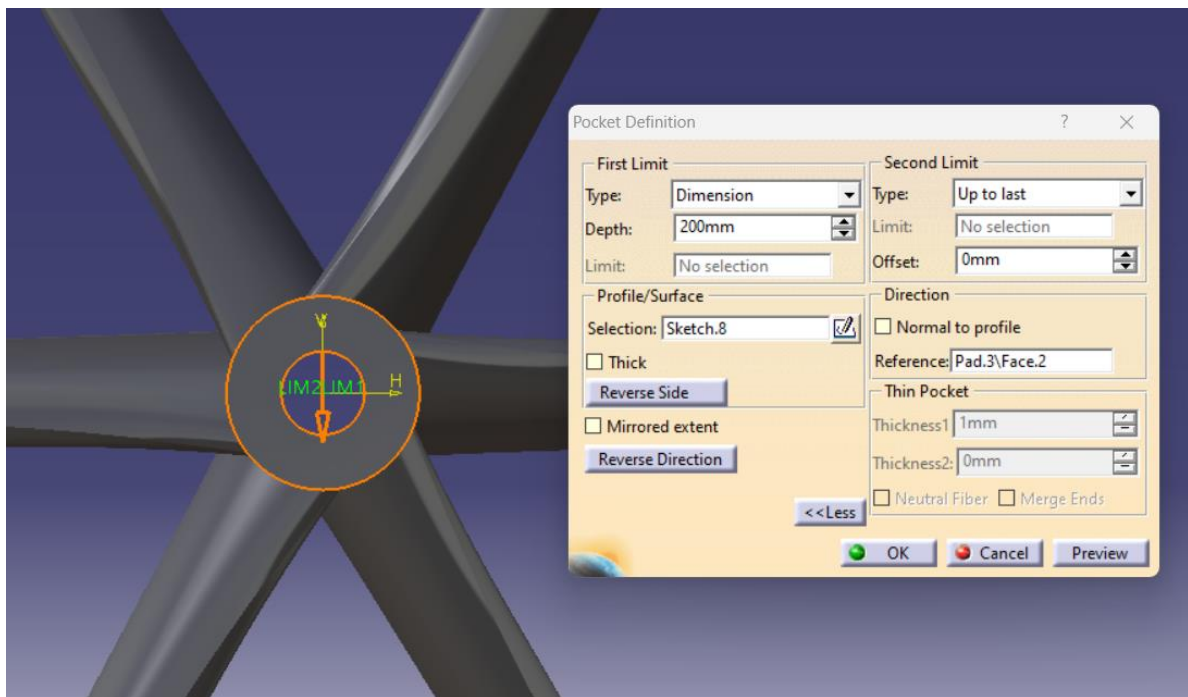 Pocket Definition
?
First Limit
Type: Dimension
Depth: 200mm
Limit: No selection
Profile/Surface
Selection: Sketch.8
Thick
Reverse Side
Mirrored extent
Reverse Direction
Second Limit
Type: Up to last
Limit: No selection
Offset: 0mm
Direction
Normal to profile
Reference: Pad.3\Face.2
Thin Pocket
Thickness1 1mm
Thickness2: 0mm
Neutral Fiber
Merge Ends
<<Less
OK
Cancel
Preview
V
H
LIM2
LIM1